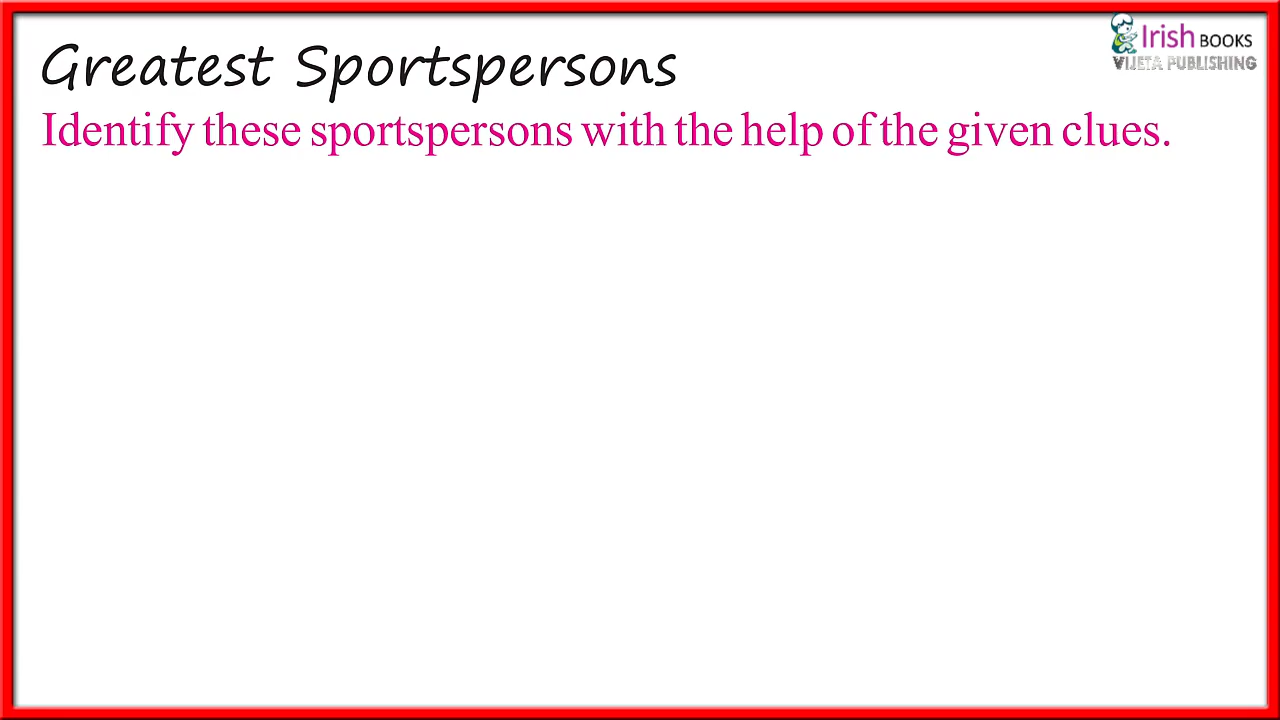 Greatest Sportspersons
Identify these sportspersons with the help of the given clues.
Irish BOOKS
VIJETA PUBLISHING